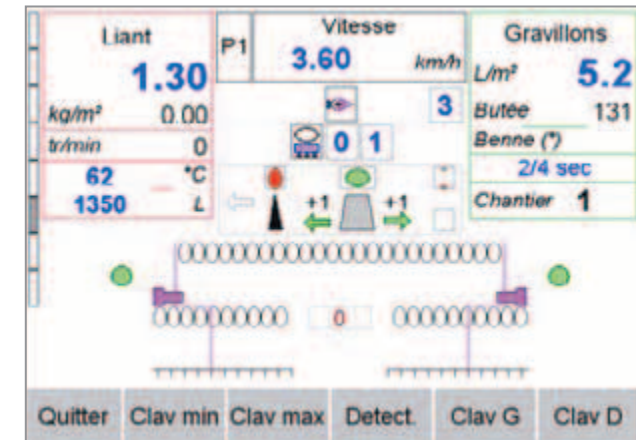 Liant
1.30
kg/m² 0.00
tr/min 0
62 °C
1350 L
P1
Vitesse
3.60 km/h
3
0 1
+1 +1
Gravillons
L/m² 5.2
Butée 131
Benne (°)
2/4 sec
Chantier 1
0
Quitter Clav min Clav max Detect. Clav G Clav D